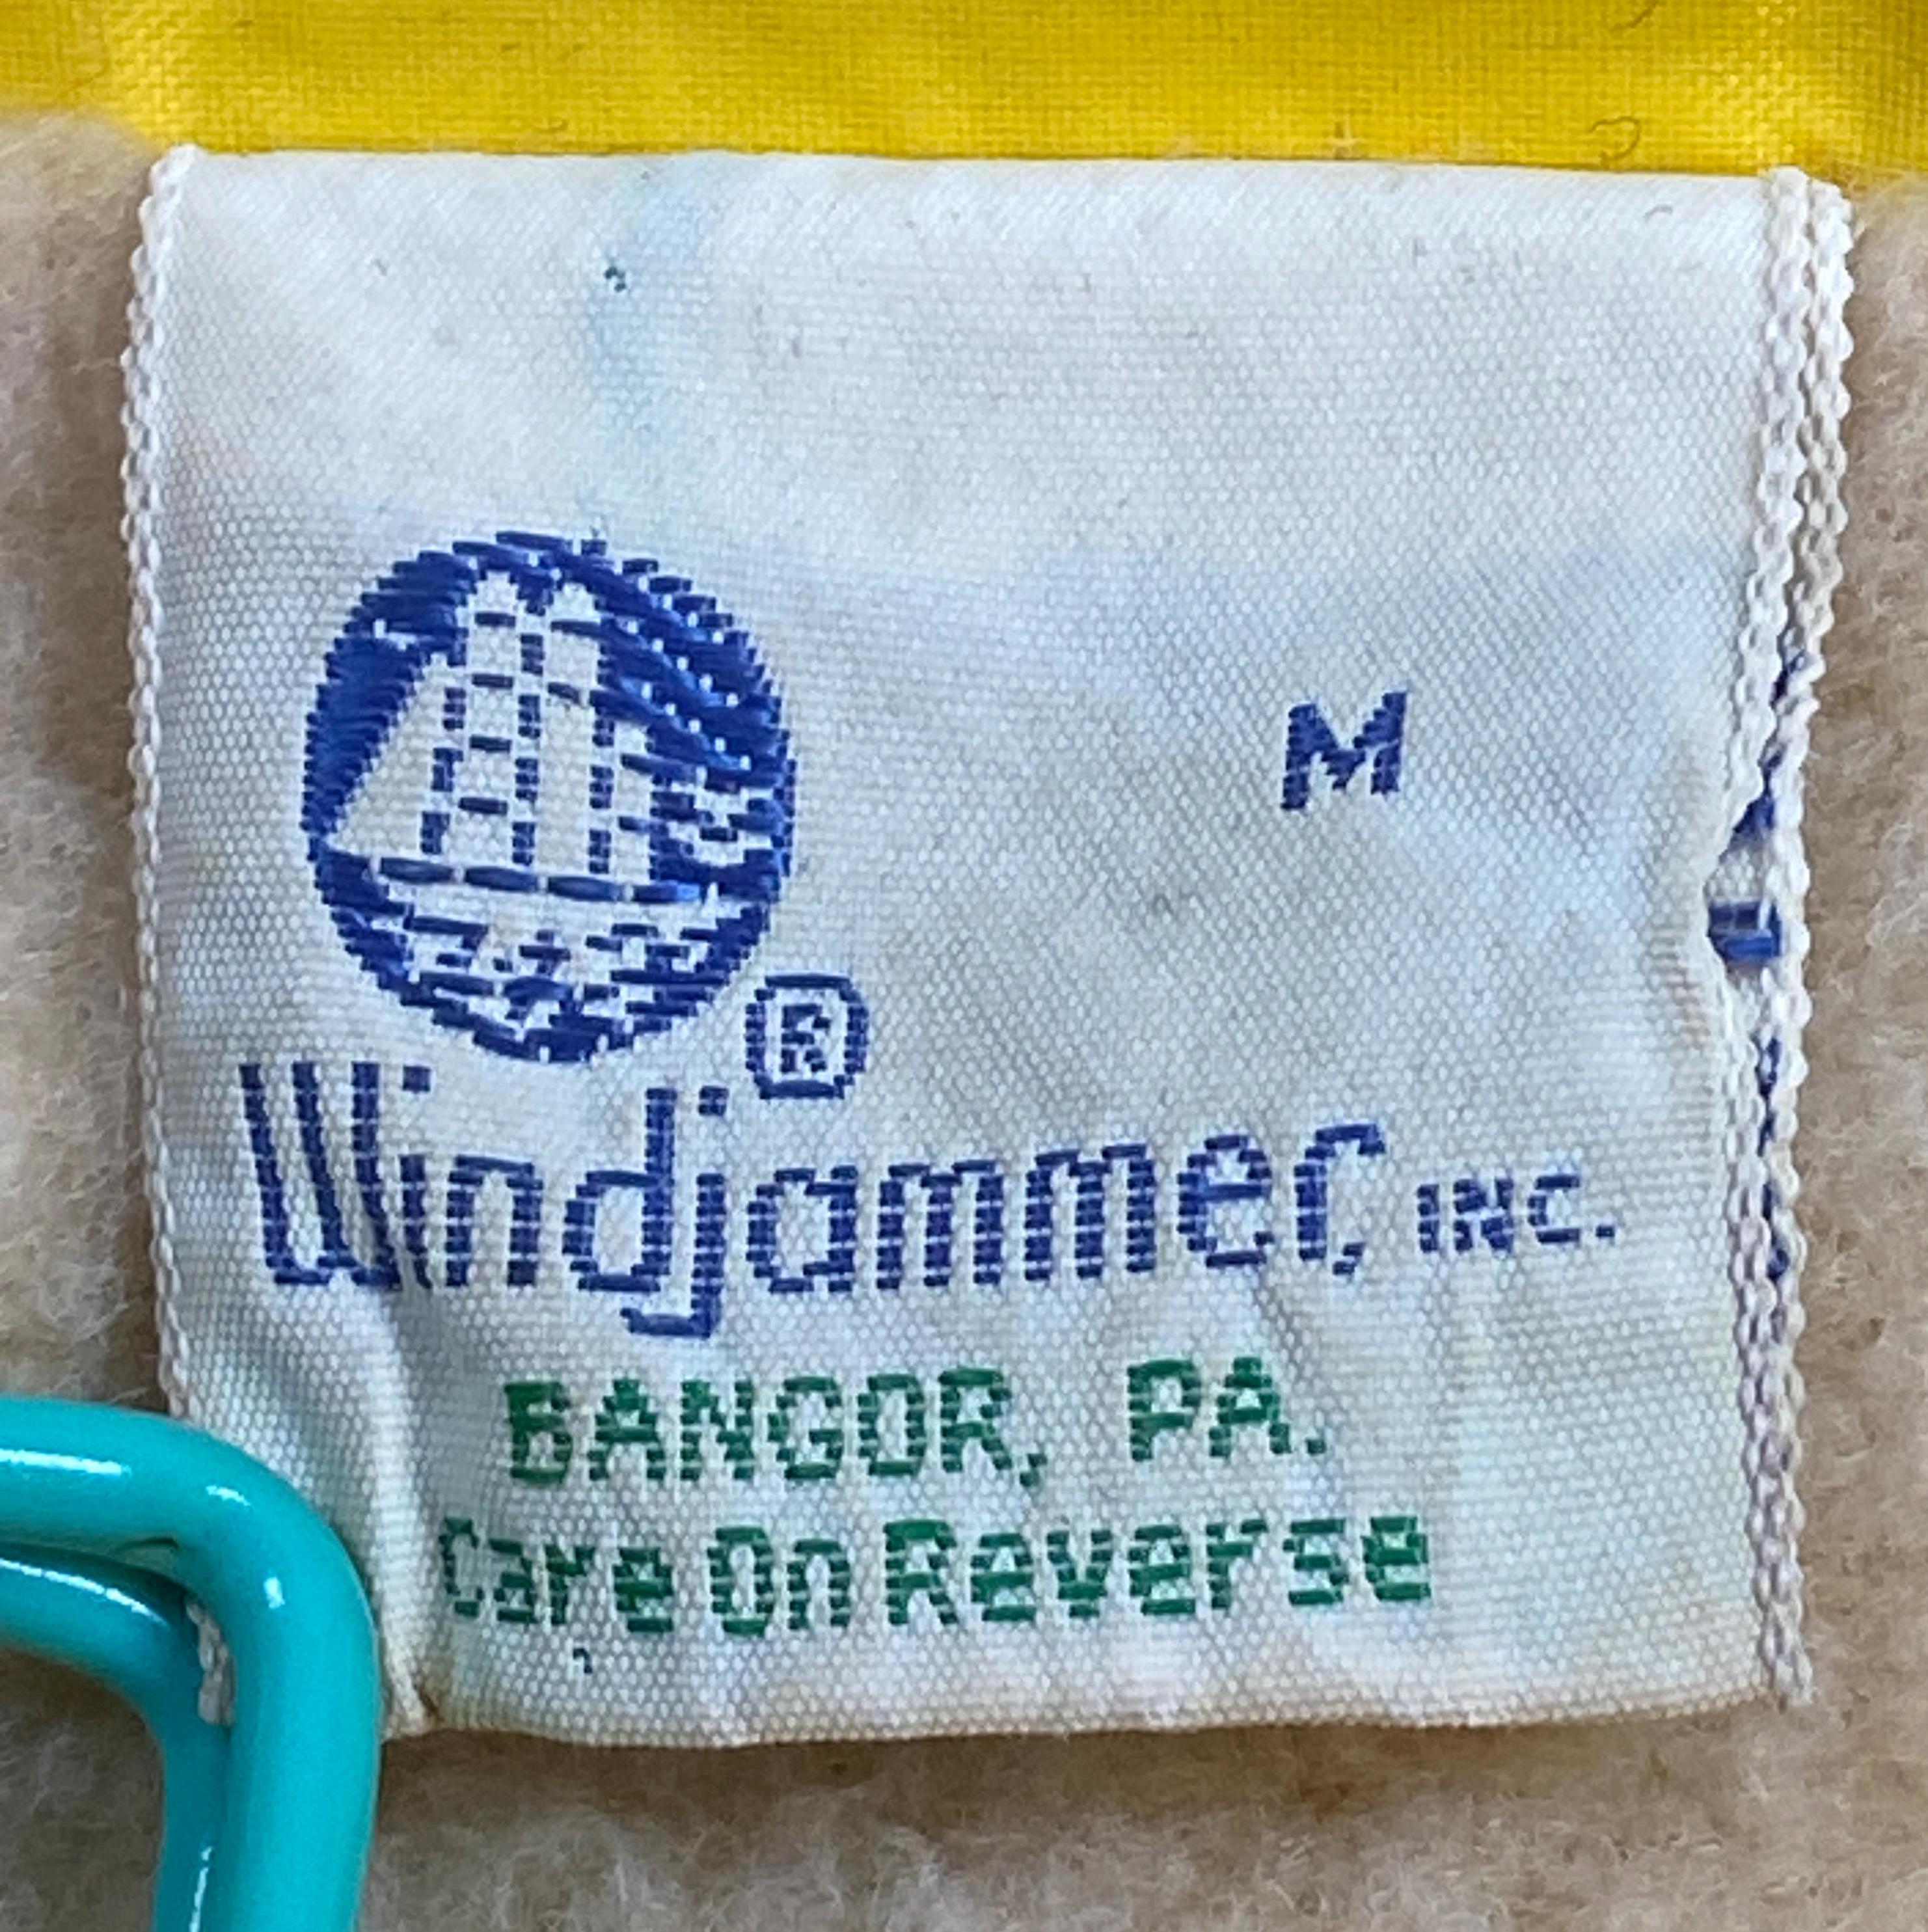 M
®
Windjammer, INC.
BANGOR, PA.
Care On Reverse